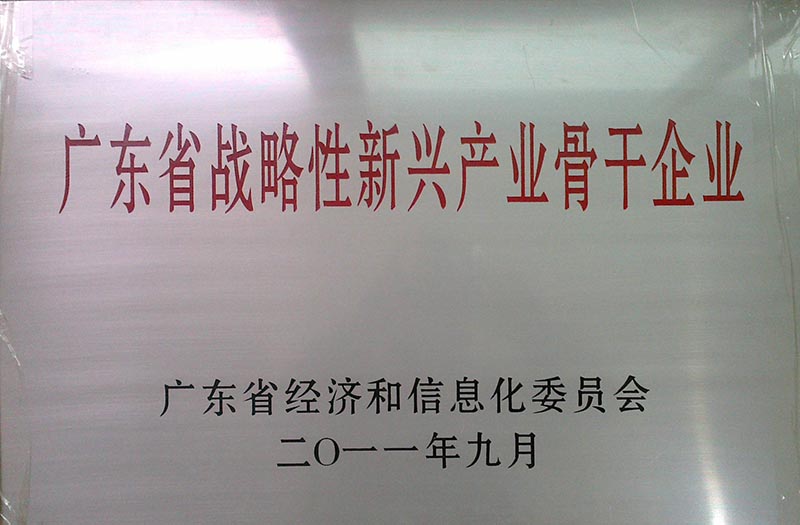 广东省战略性新兴产业骨干企业
广东省经济和信息化委员会
二〇一一年九月